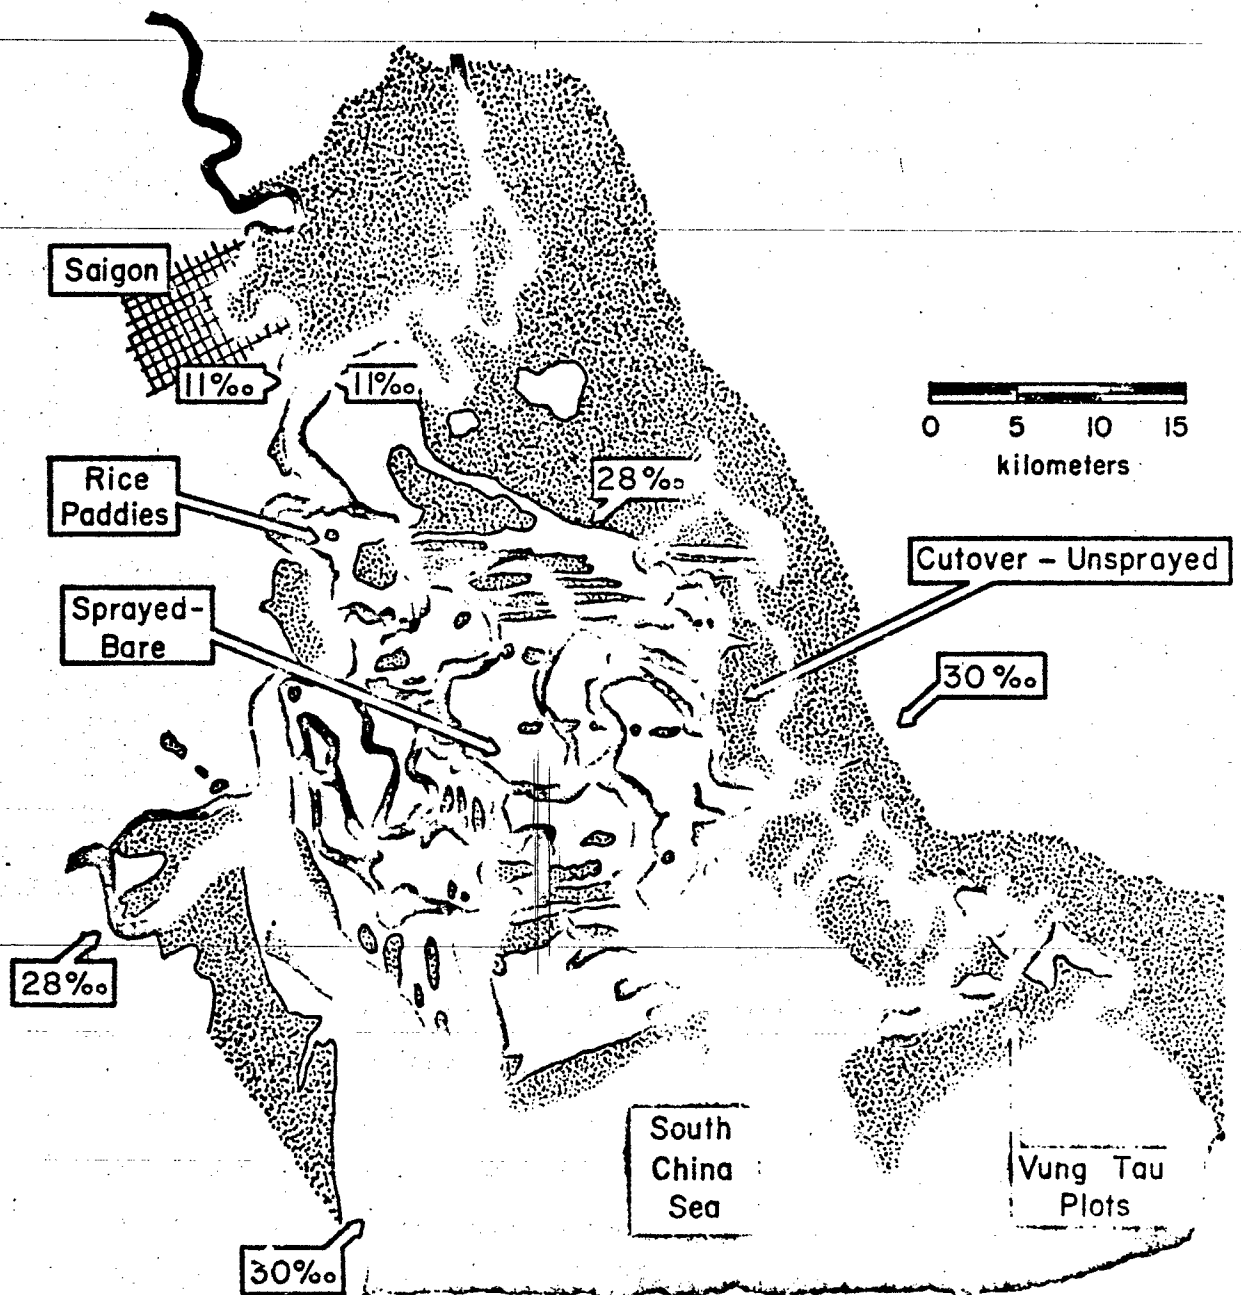 Saigon
11‰
11‰
0 5 10 15
kilometers
Rice
Paddies
28‰
Cutover – Unsprayed
Sprayed-
Bare
30‰
28‰
South
China
Sea
Vung Tau
Plots
30‰